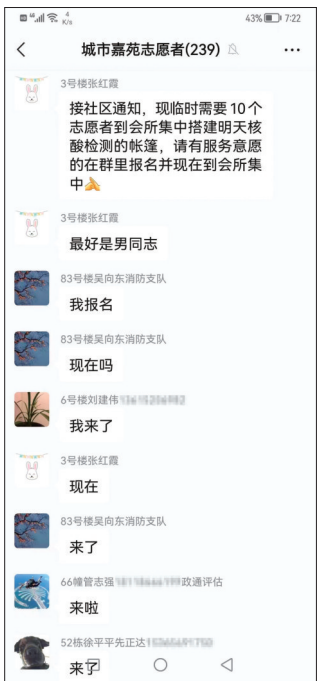 4 K/s
43% 7:22
城市嘉苑志愿者(239)
3号楼张红霞
接社区通知，现临时需要10个
志愿者到会所集中搭建明天核
酸检测的帐篷，请有服务意愿
的在群里报名并现在到会所集
中
3号楼张红霞
最好是男同志
83号楼吴向东消防支队
我报名
83号楼吴向东消防支队
现在吗
6号楼刘建伟
我来了
3号楼张红霞
现在
83号楼吴向东消防支队
来了
66幢管志强 政通评估
来啦
52栋徐平平先正达
来了